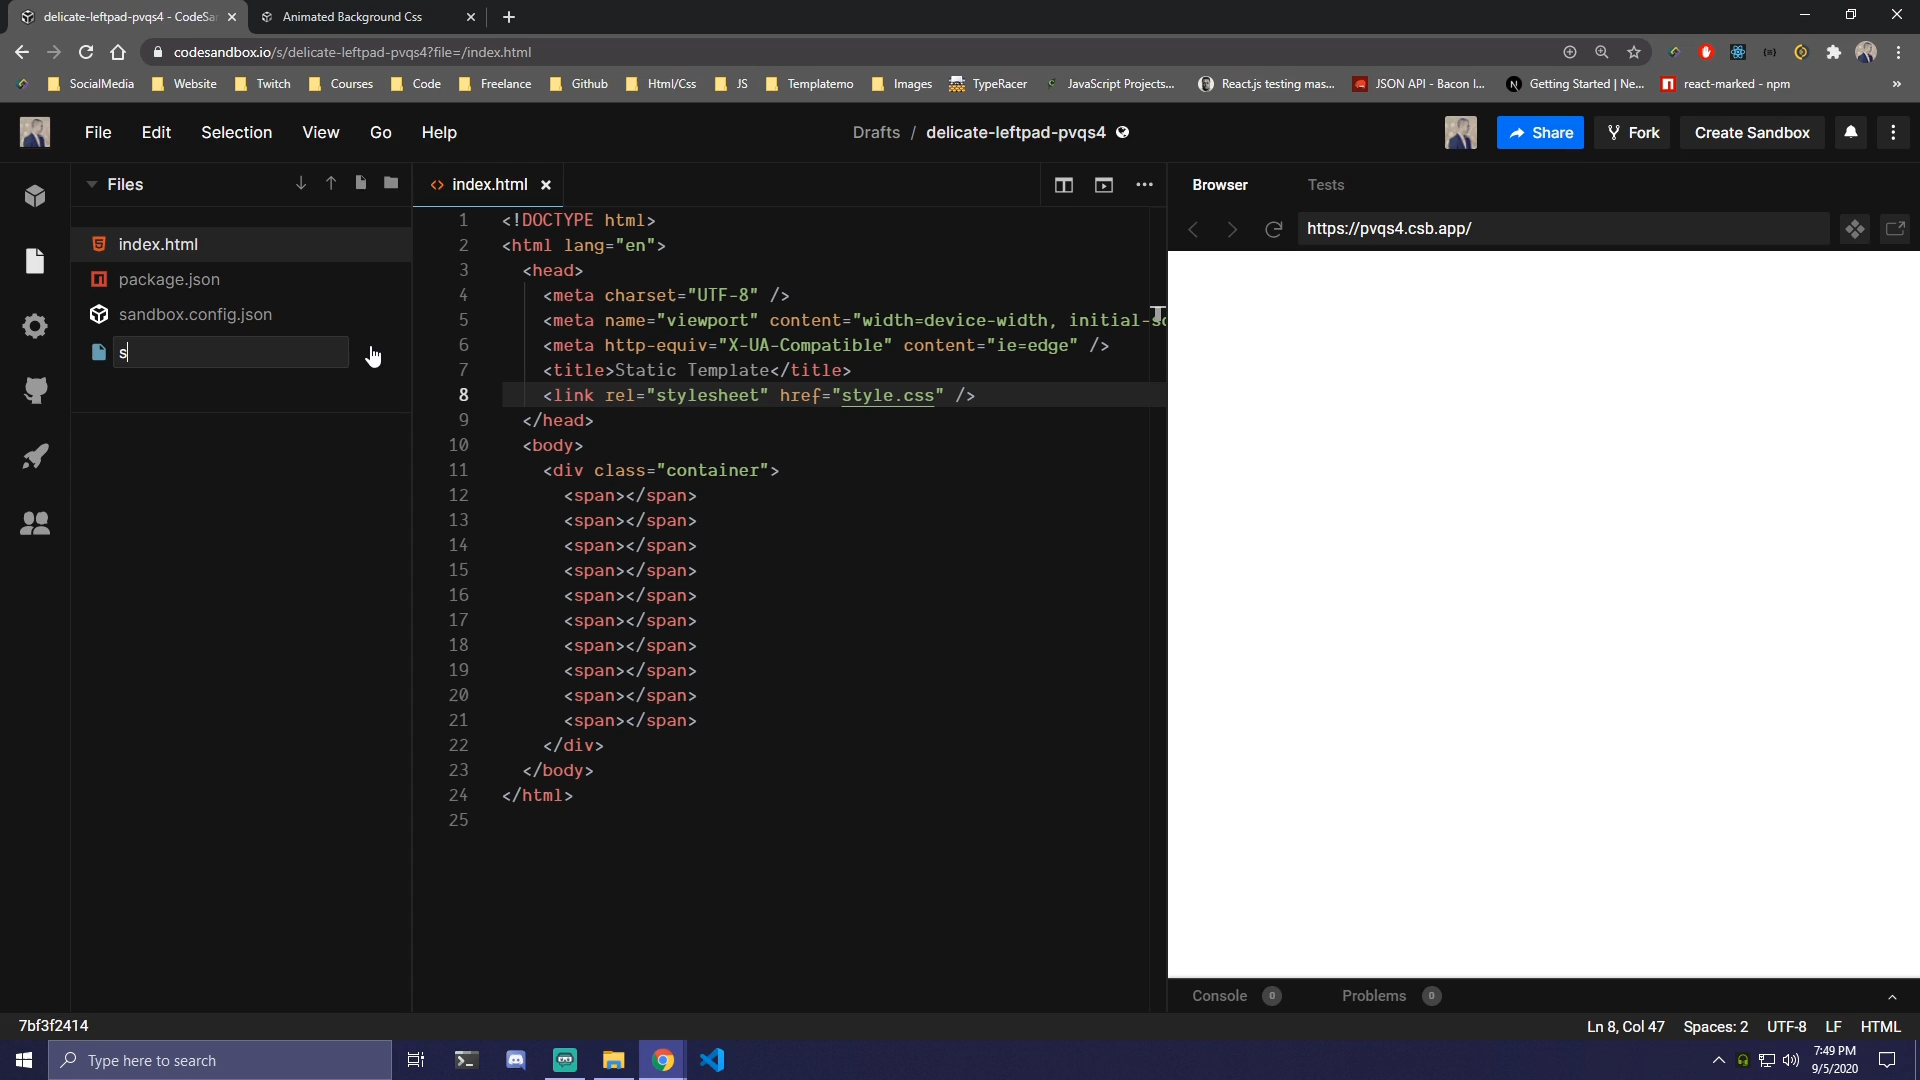 delicate-leftpad-pvqs4 - CodeSa
Animated Background Css
codesandbox.io/s/delicate-leftpad-pvqs4?file=/index.html
SocialMedia
Website
Twitch
Courses
Code
Freelance
Github
Html/Css
JS
Templatemo
Images
TypeRacer
JavaScript Projects...
React.js testing mas...
JSON API - Bacon I...
Getting Started | Ne...
react-marked - npm
»
File
Edit
Selection
View
Go
Help
Drafts / delicate-leftpad-pvqs4
Share
Fork
Create Sandbox
Files
index.html
package.json
sandbox.config.json
s
index.html
1 <!DOCTYPE html>
2 <html lang="en">
3 <head>
4 <meta charset="UTF-8" />
5 <meta name="viewport" content="width=device-width, initial-sc
6 <meta http-equiv="X-UA-Compatible" content="ie=edge" />
7 <title>Static Template</title>
8 <link rel="stylesheet" href="style.css" />
9 </head>
10 <body>
11 <div class="container">
12 <span></span>
13 <span></span>
14 <span></span>
15 <span></span>
16 <span></span>
17 <span></span>
18 <span></span>
19 <span></span>
20 <span></span>
21 <span></span>
22 </div>
23 </body>
24 </html>
25
Browser
Tests
https://pvqs4.csb.app/
Console 0
Problems 0
7bf3f2414
Ln 8, Col 47
Spaces: 2
UTF-8
LF
HTML
Type here to search
7:49 PM
9/5/2020